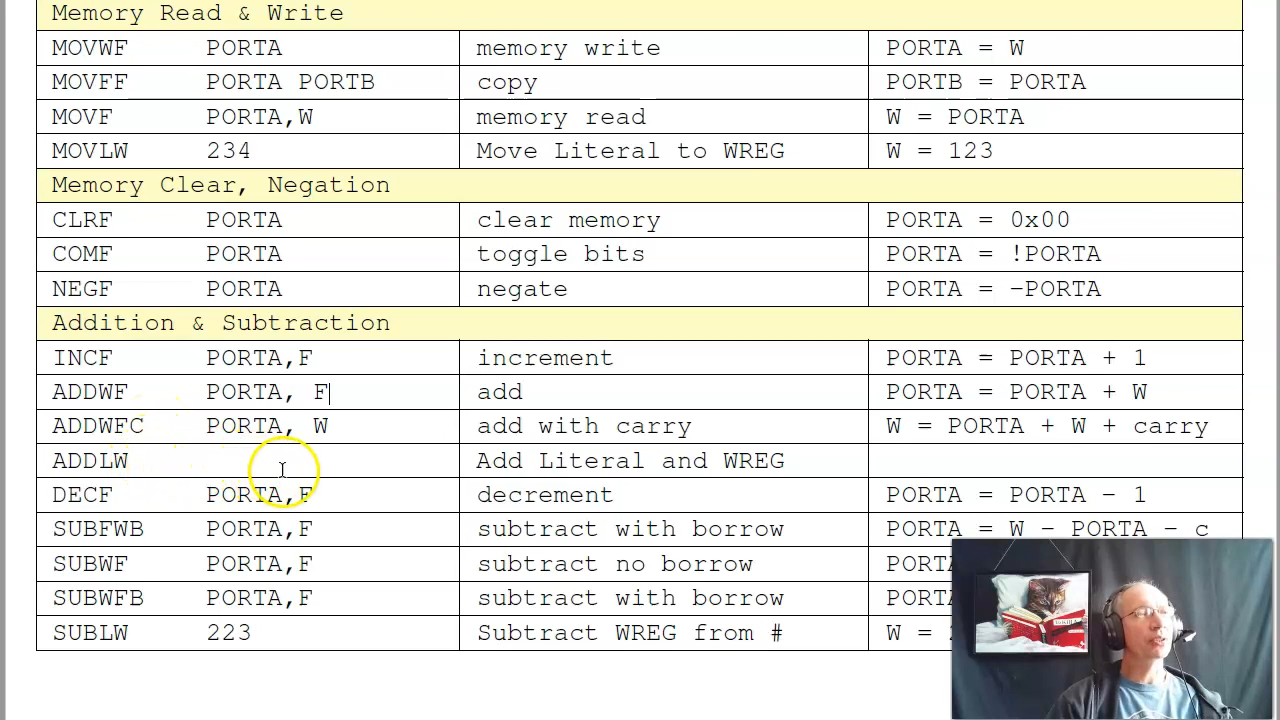 Memory Read & Write
MOVWF PORTA memory write PORTA = W
MOVFF PORTA PORTB copy PORTB = PORTA
MOVF PORTA,W memory read W = PORTA
MOVLW 234 Move Literal to WREG W = 123
Memory Clear, Negation
CLRF PORTA clear memory PORTA = 0x00
COMF PORTA toggle bits PORTA = !PORTA
NEGF PORTA negate PORTA = -PORTA
Addition & Subtraction
INCF PORTA,F increment PORTA = PORTA + 1
ADDWF PORTA, F add PORTA = PORTA + W
ADDWFC PORTA, W add with carry W = PORTA + W + carry
ADDLW Add Literal and WREG
DECF PORTA,F decrement PORTA = PORTA - 1
SUBFWB PORTA,F subtract with borrow PORTA = W - PORTA - c
SUBWF PORTA,F subtract no borrow
SUBWFB PORTA,F subtract with borrow
SUBLW 223 Subtract WREG from # W =